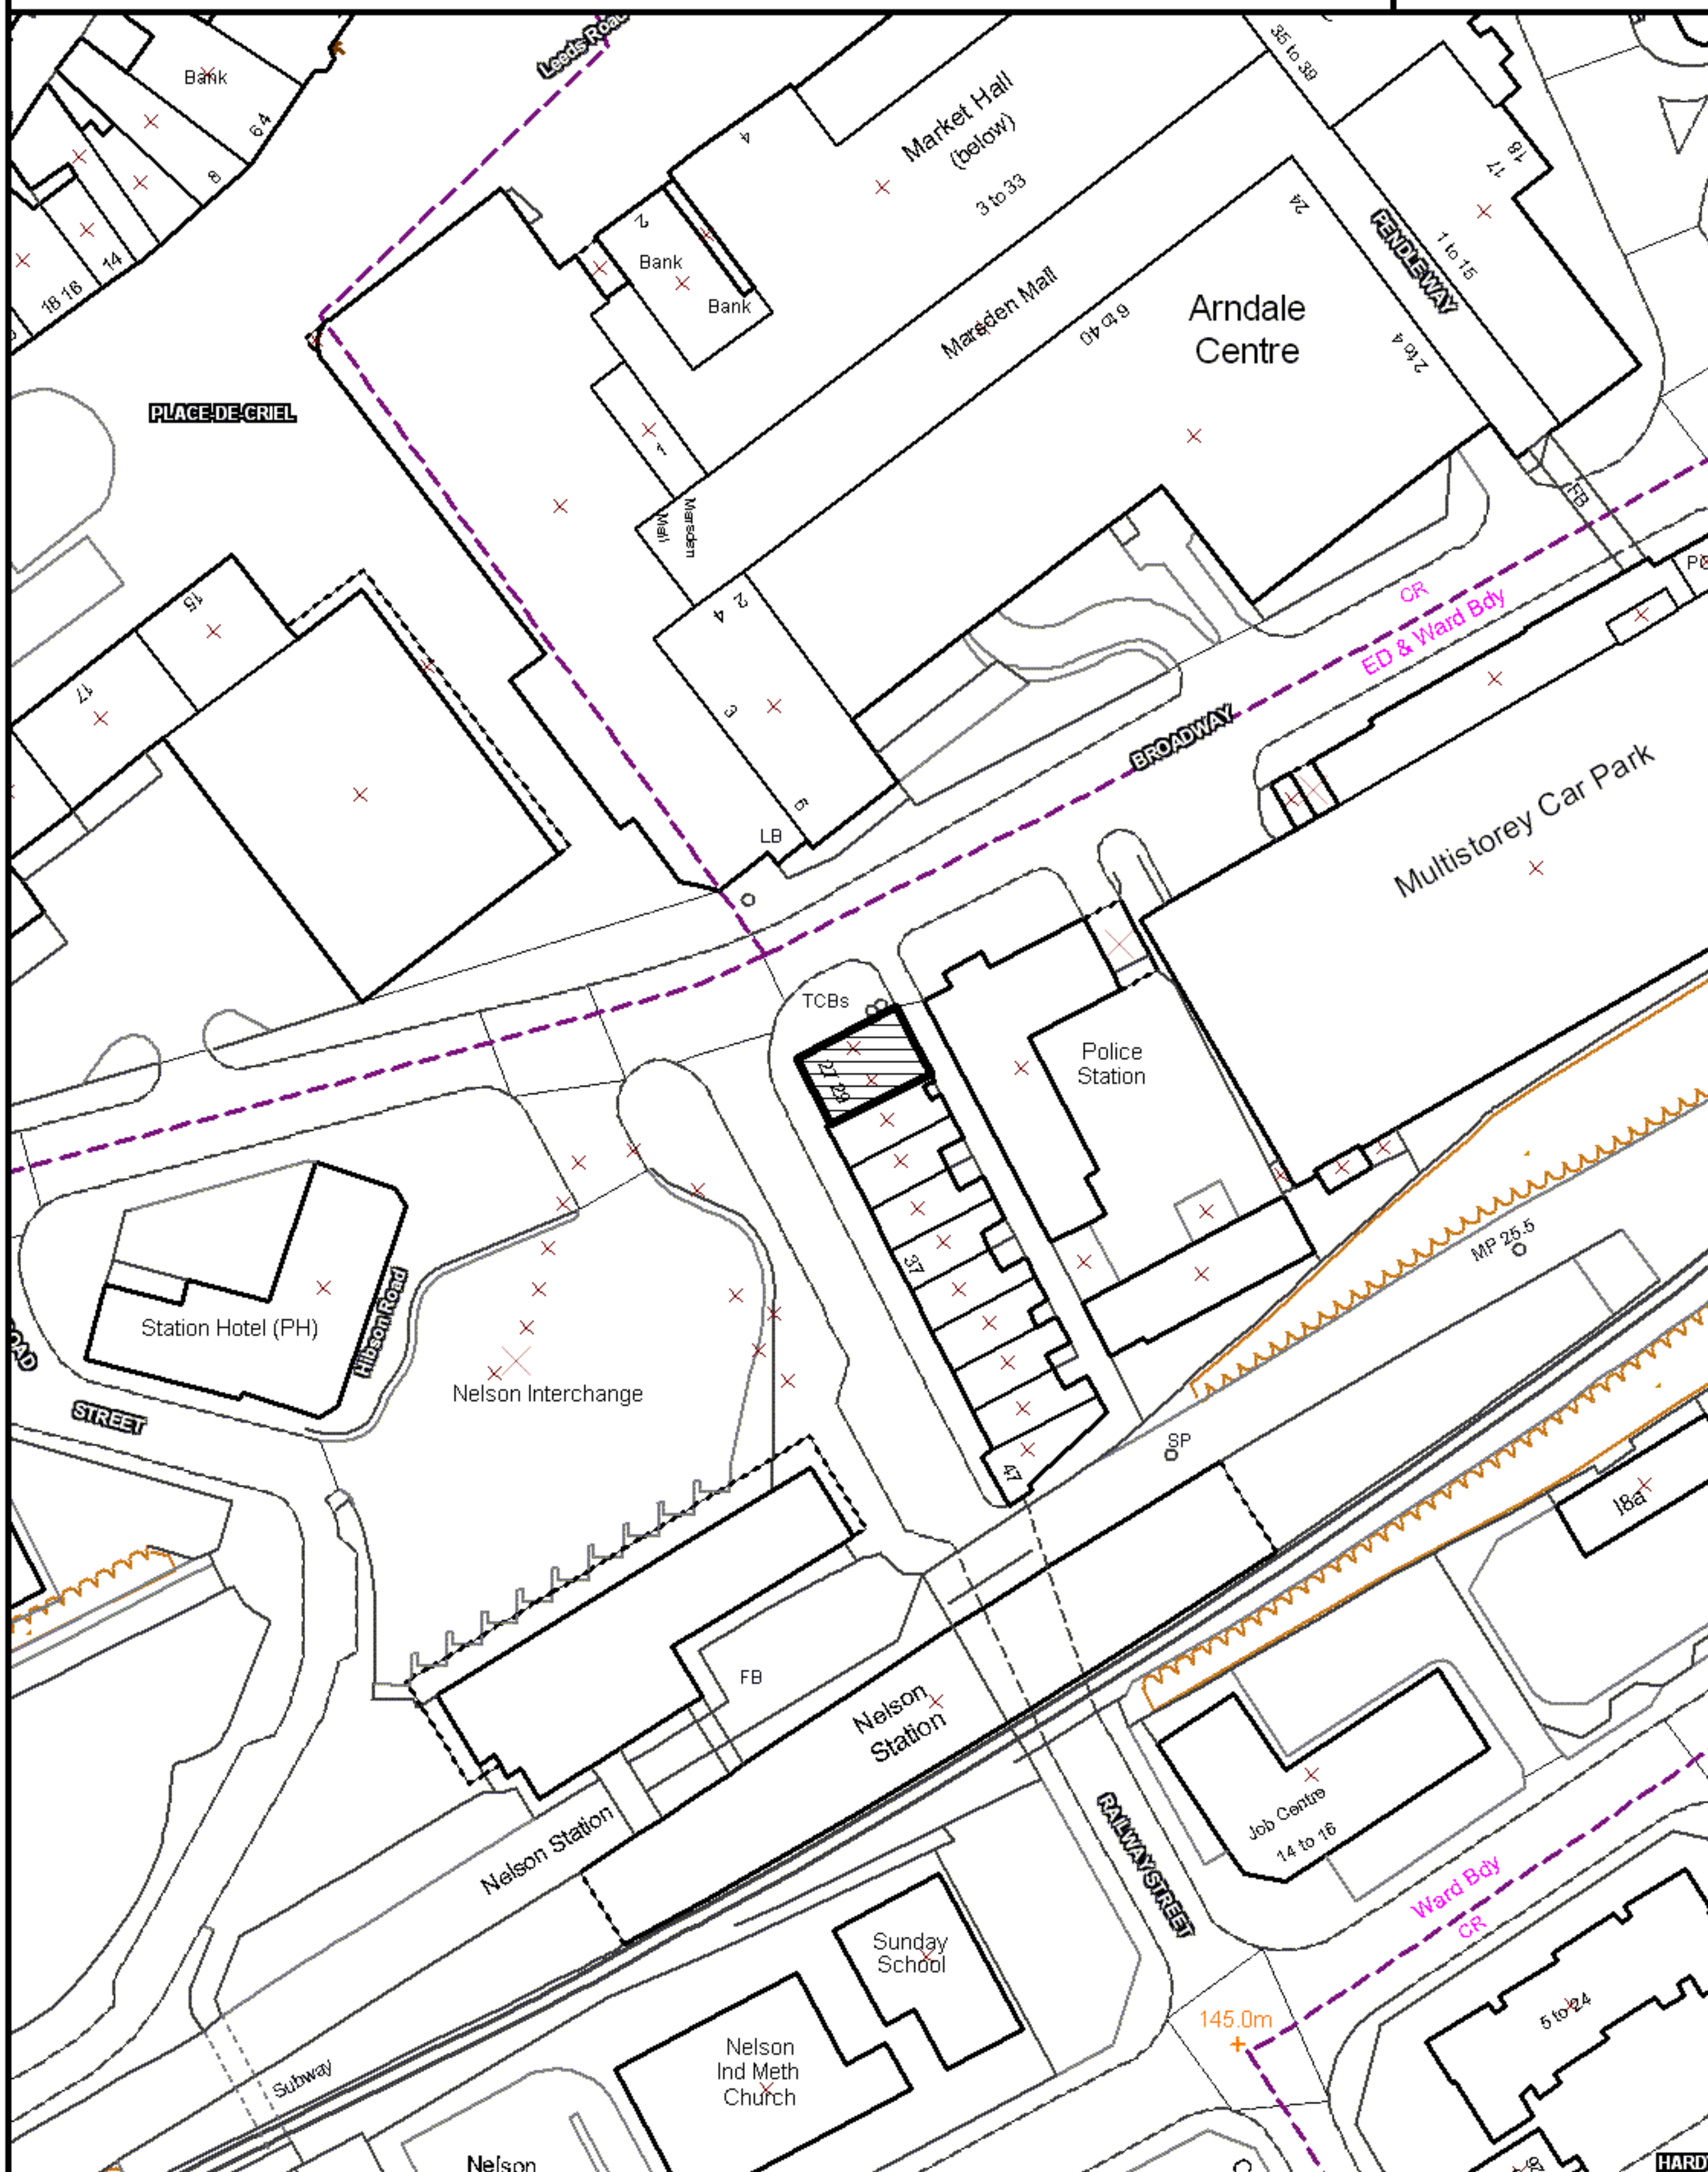 Leeds Road
35 to 39
Bank
6 4
8
14
18 16
4
Market Hall
(below)
3 to 33
18
17
24
PENDLE WAY
1 to 15
2
Bank
Bank
Marsden Mall
6 to 40
Arndale
Centre
2 to 4
PLACE-DE-CRIEL
1
Marsden
Mall
FB
15
17
2
4
3
CR
ED & Ward Bdy
BROADWAY
LB
Multistorey Car Park
TCBs
Police
Station
37
MP 25.5
Station Hotel (PH)
Hibson Road
Nelson Interchange
STREET
SP
47
18a
FB
Nelson
Station
Nelson Station
Job Centre
14 to 16
RAILWAY STREET
Ward Bdy
CR
Sunday
School
145.0m
5 to 24
Nelson
Ind Meth
Church
Subway
Nelson
HARD